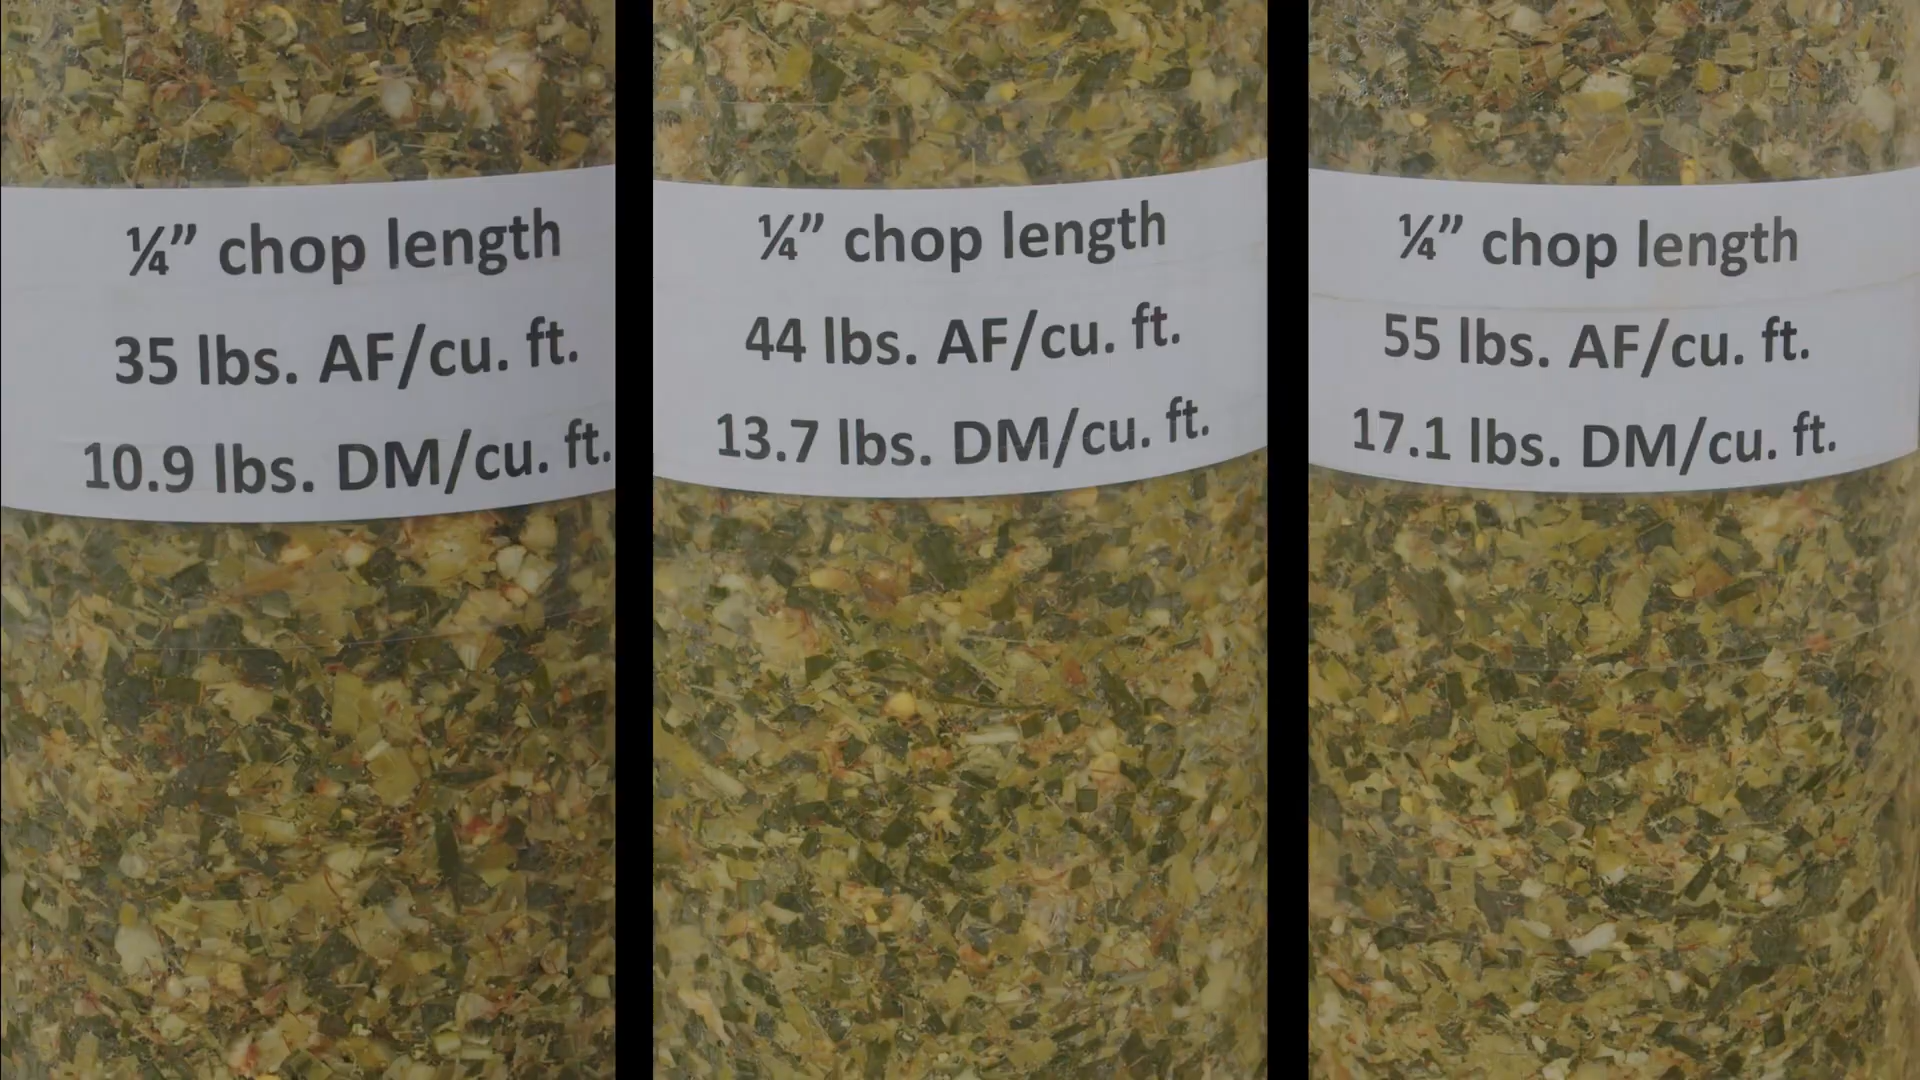 ¼” chop length
35 lbs. AF/cu. ft.
10.9 lbs. DM/cu. ft.
¼” chop length
44 lbs. AF/cu. ft.
13.7 lbs. DM/cu. ft.
¼” chop length
55 lbs. AF/cu. ft.
17.1 lbs. DM/cu. ft.